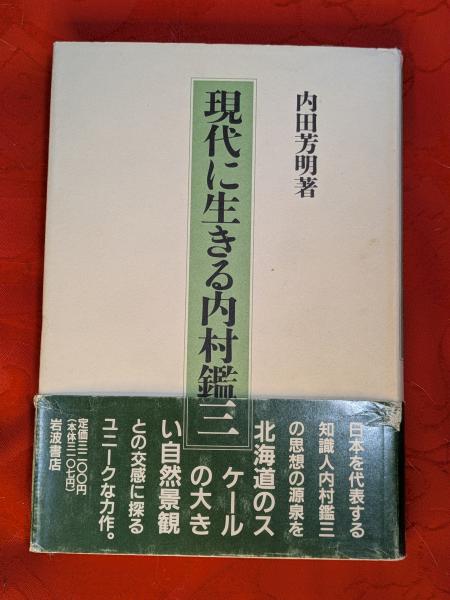 内田芳明著
現代に生きる内村鑑三
日本を代表する
知識人内村鑑三
の思想の源泉を
北海道のス
ケール
の大き
い自然景観
との交感に探る
ユニークな力作。
定価三二〇〇円
(本体三一〇七円)
岩波書店